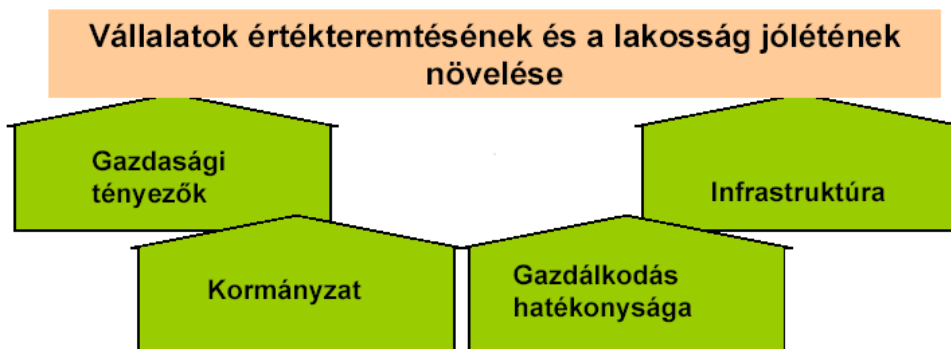 Vállalatok értékteremtésének és a lakosság jólétének
növelése
Gazdasági
tényezők
Infrastruktúra
Kormányzat
Gazdálkodás
hatékonysága